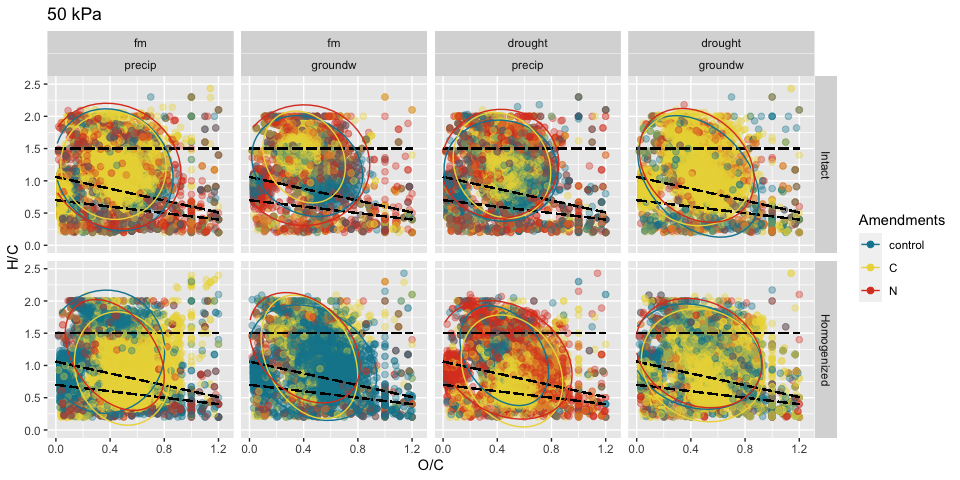 50 kPa
fm fm drought drought
precip groundw precip groundw
2.5
2.0
1.5
1.0
0.5
0.0
Intact
H/C
2.5
2.0
1.5
1.0
0.5
0.0
Homogenized
0.0 0.4 0.8 1.2 0.0 0.4 0.8 1.2 0.0 0.4 0.8 1.2 0.0 0.4 0.8 1.2
O/C
Amendments
control
C
N